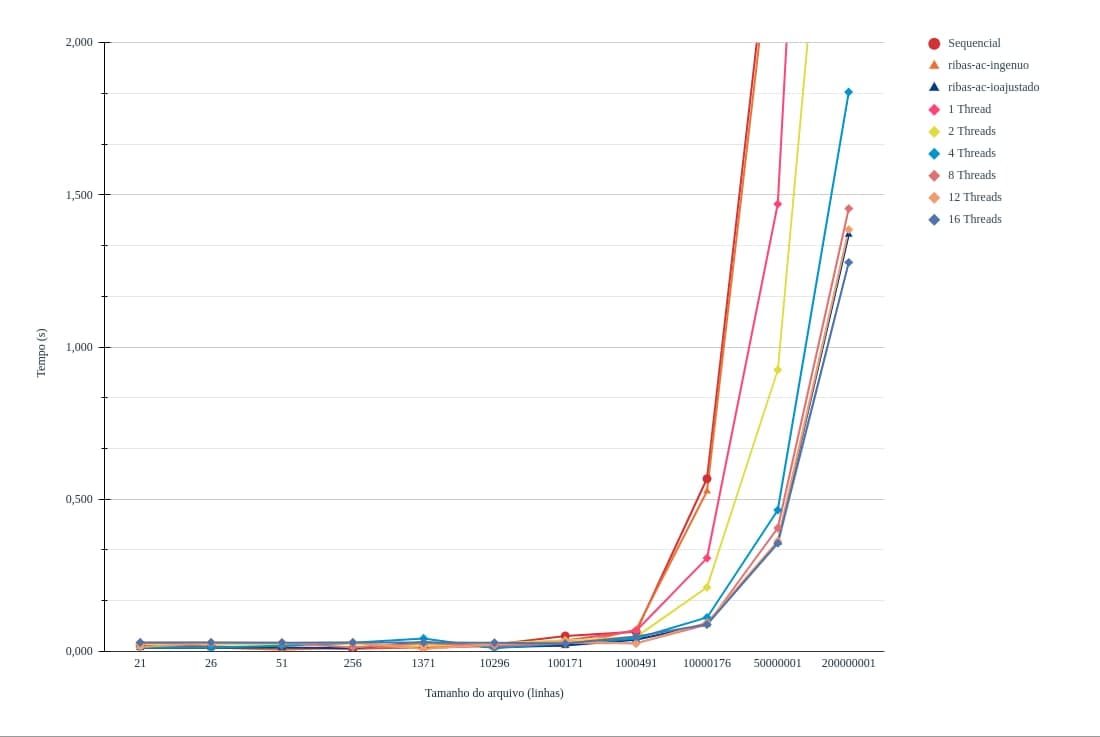 2,000
1,500
1,000
0,500
0,000
Tempo (s)
21 26 51 256 1371 10296 100171 1000491 10000176 50000001 200000001
Tamanho do arquivo (linhas)
Sequencial
ribas-ac-ingenuo
ribas-ac-ioajustado
1 Thread
2 Threads
4 Threads
8 Threads
12 Threads
16 Threads